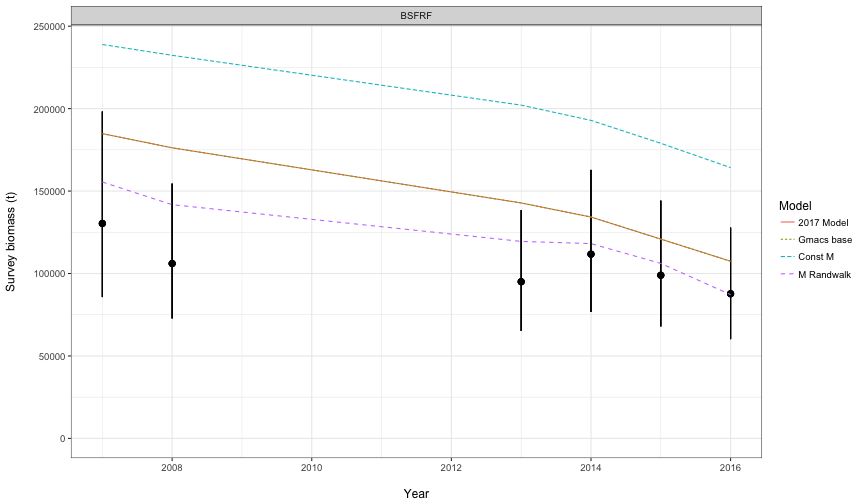 BSFRF
250000
200000
150000
100000
50000
0
Survey biomass (t)
2008
2010
2012
2014
2016
Year
Model
2017 Model
Gmacs base
Const M
M Randwalk